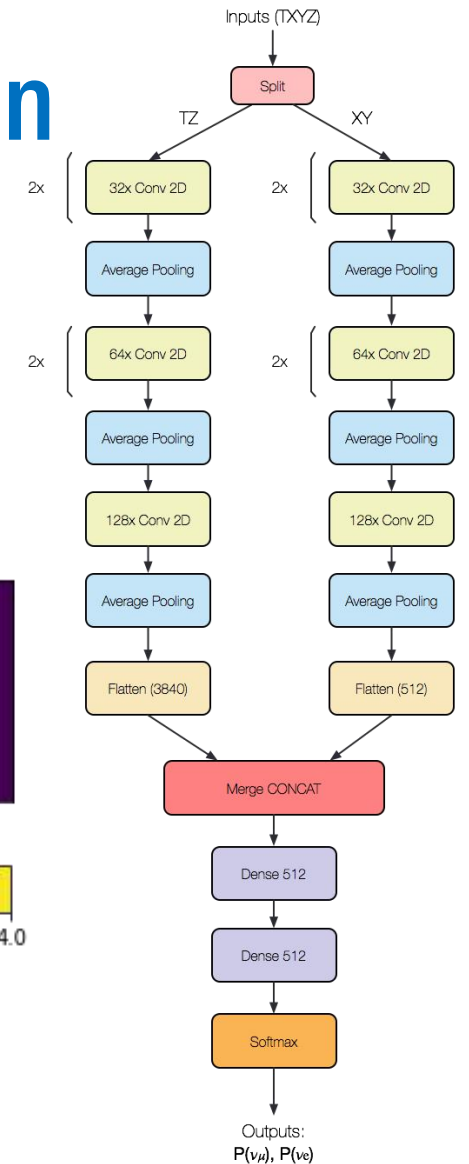 Inputs (TXYZ)
n
Split
TZ XY
2x 32x Conv 2D 2x 32x Conv 2D
Average Pooling Average Pooling
2x 64x Conv 2D 2x 64x Conv 2D
Average Pooling Average Pooling
128x Conv 2D 128x Conv 2D
Average Pooling Average Pooling
Flatten (3840) Flatten (512)
Merge CONCAT
Dense 512
4.0
Dense 512
Softmax
Outputs:
P(νμ), P(νe)